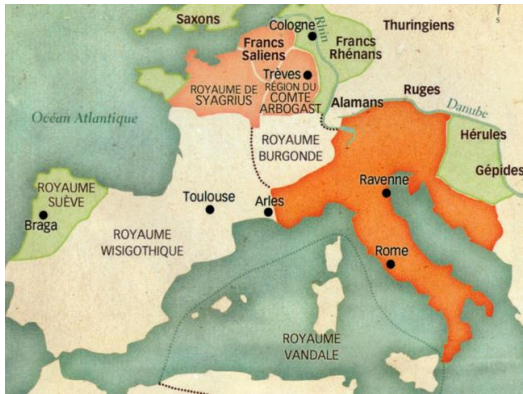 Saxons
Cologne
Rhin
Thuringiens
Francs
Saliens
Francs
Rhénans
Trèves
ROYAUME DE
SYAGRIUS
RÉGION DU
COMTE
ARBOGAST
Alamans
Ruges
Danube
Océan Atlantique
Hérules
ROYAUME
BURGONDE
Gépides
Ravenne
ROYAUME
SUÈVE
Toulouse
Arles
Braga
ROYAUME
WISIGOTHIQUE
Rome
ROYAUME
VANDALE